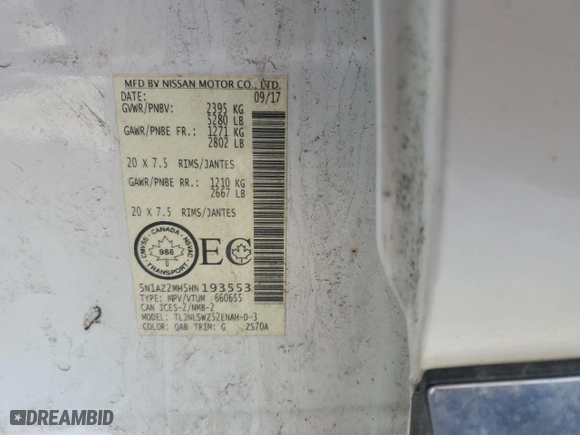 MFD BY NISSAN MOTOR CO., LTD.
DATE: 09/17
GVWR/PNBV: 2395 KG
5280 LB
GAWR/PNBE FR.: 1271 KG
2802 LB
20 X 7.5 RIMS/JANTES
GAWR/PNBE RR.: 1210 KG
2667 LB
20 X 7.5 RIMS/JANTES
CMVSS - CANADA - NSVAC
986
TRANSPORT
EC
5N1AZ2MH5HN193553
TYPE: MPV/VTUM 660655
CAN ICES-2/NMB-2
MODEL: TLJNLSWZ52ENAH-D-3
COLOR: QAB TRIM: G 2S70A
DREAMBID